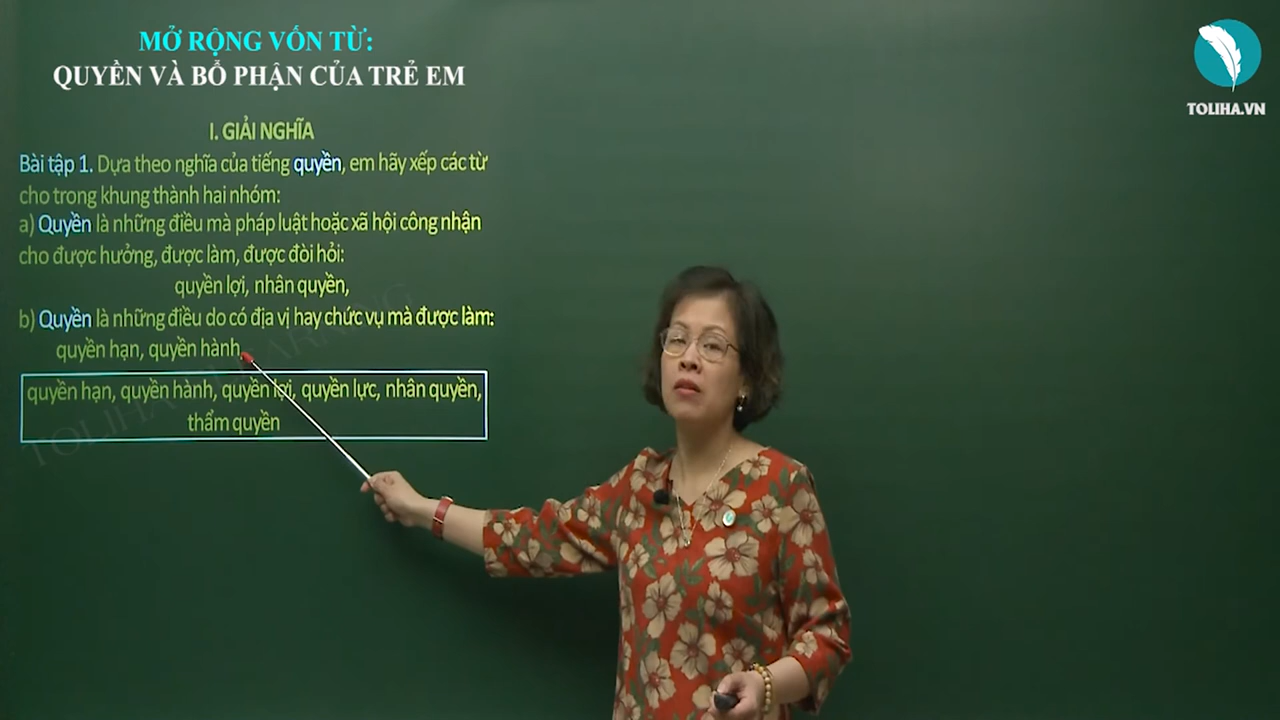 MỞ RỘNG VỐN TỪ:
QUYỀN VÀ BỔ PHẬN CỦA TRẺ EM
TOLIHA.VN
I. GIẢI NGHĨA
Bài tập 1. Dựa theo nghĩa của tiếng quyền, em hãy xếp các từ
cho trong khung thành hai nhóm:
a) Quyền là những điều mà pháp luật hoặc xã hội công nhận
cho được hưởng, được làm, được đòi hỏi:
quyền lợi, nhân quyền,
b) Quyền là những điều do có địa vị hay chức vụ mà được làm:
quyền hạn, quyền hành,
quyền hạn, quyền hành, quyền lợi, quyền lực, nhân quyền,
thẩm quyền